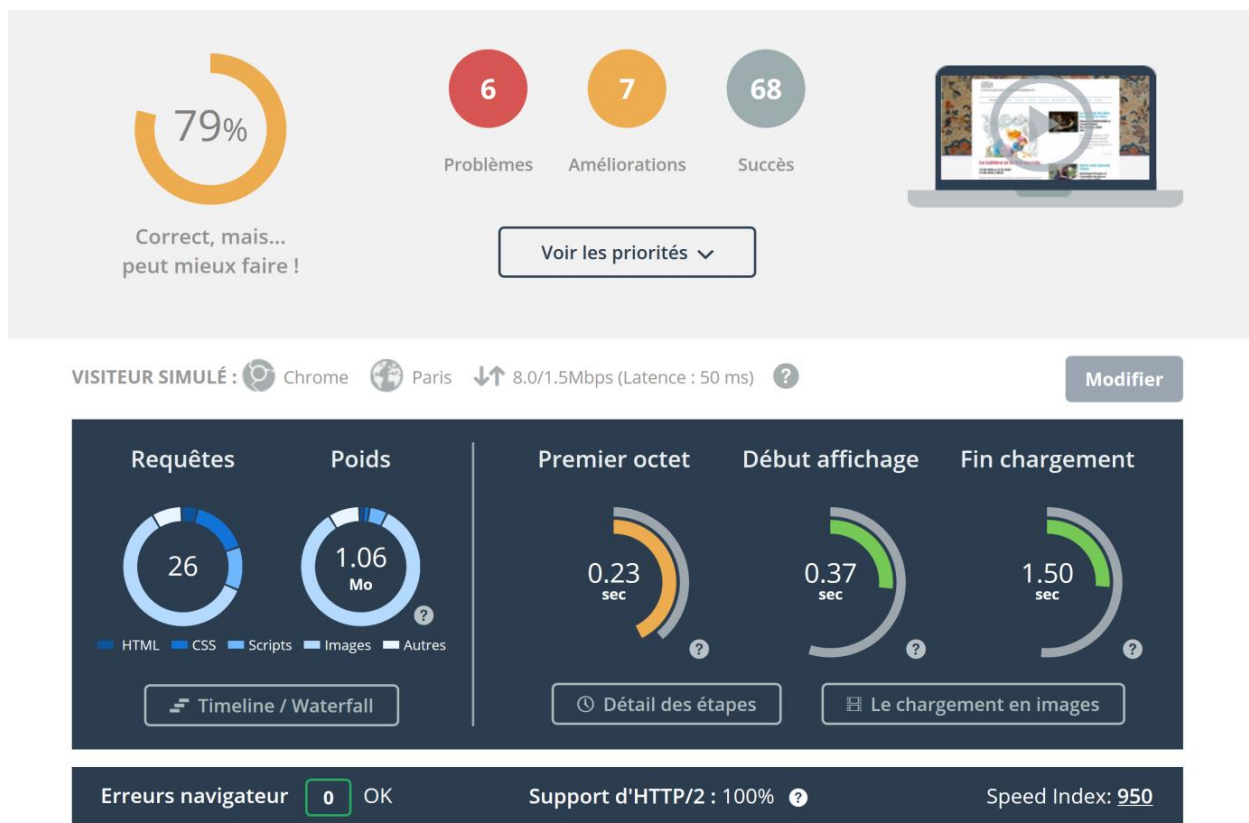 79%
Correct, mais...
peut mieux faire !
6
7
68
Problèmes
Améliorations
Succès
Voir les priorités
VISITEUR SIMULÉ :
Chrome
Paris
8.0/1.5Mbps (Latence : 50 ms)
?
Modifier
Requêtes
Poids
Premier octet
Début affichage
Fin chargement
26
1.06
Mo
?
0.23
sec
?
0.37
sec
?
1.50
sec
?
HTML
CSS
Scripts
Images
Autres
Timeline / Waterfall
Détail des étapes
Le chargement en images
Erreurs navigateur
0
OK
Support d'HTTP/2 : 100%
?
Speed Index: 950